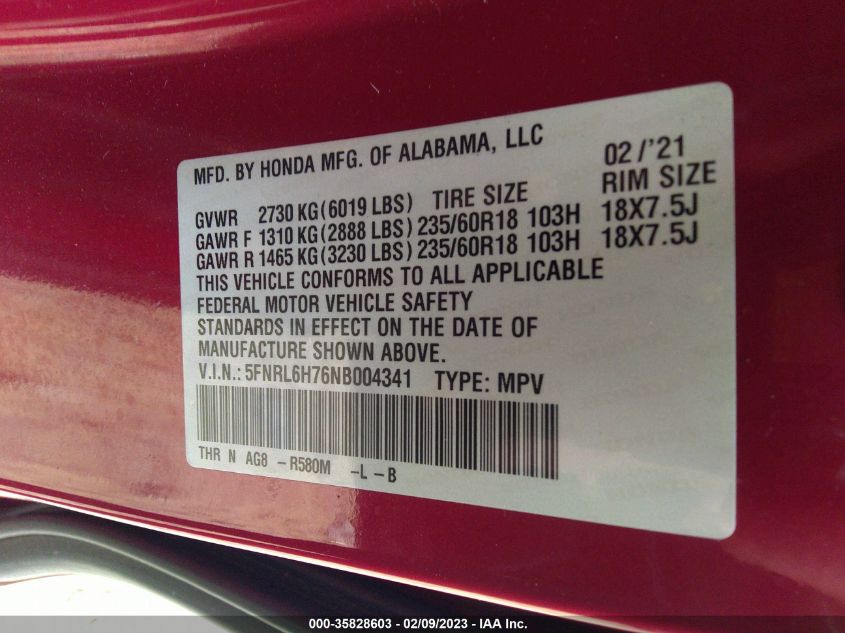 MFD. BY HONDA MFG. OF ALABAMA, LLC 02/'21
GVWR 2730 KG(6019 LBS) TIRE SIZE RIM SIZE
GAWR F 1310 KG(2888 LBS) 235/60R18 103H 18X7.5J
GAWR R 1465 KG(3230 LBS) 235/60R18 103H 18X7.5J
THIS VEHICLE CONFORMS TO ALL APPLICABLE
FEDERAL MOTOR VEHICLE SAFETY
STANDARDS IN EFFECT ON THE DATE OF
MANUFACTURE SHOWN ABOVE.
V.I.N.: 5FNRL6H76NB004341 TYPE: MPV
THR N AG8 -R580M -L-B
000-35828603 - 02/09/2023 - IAA Inc.